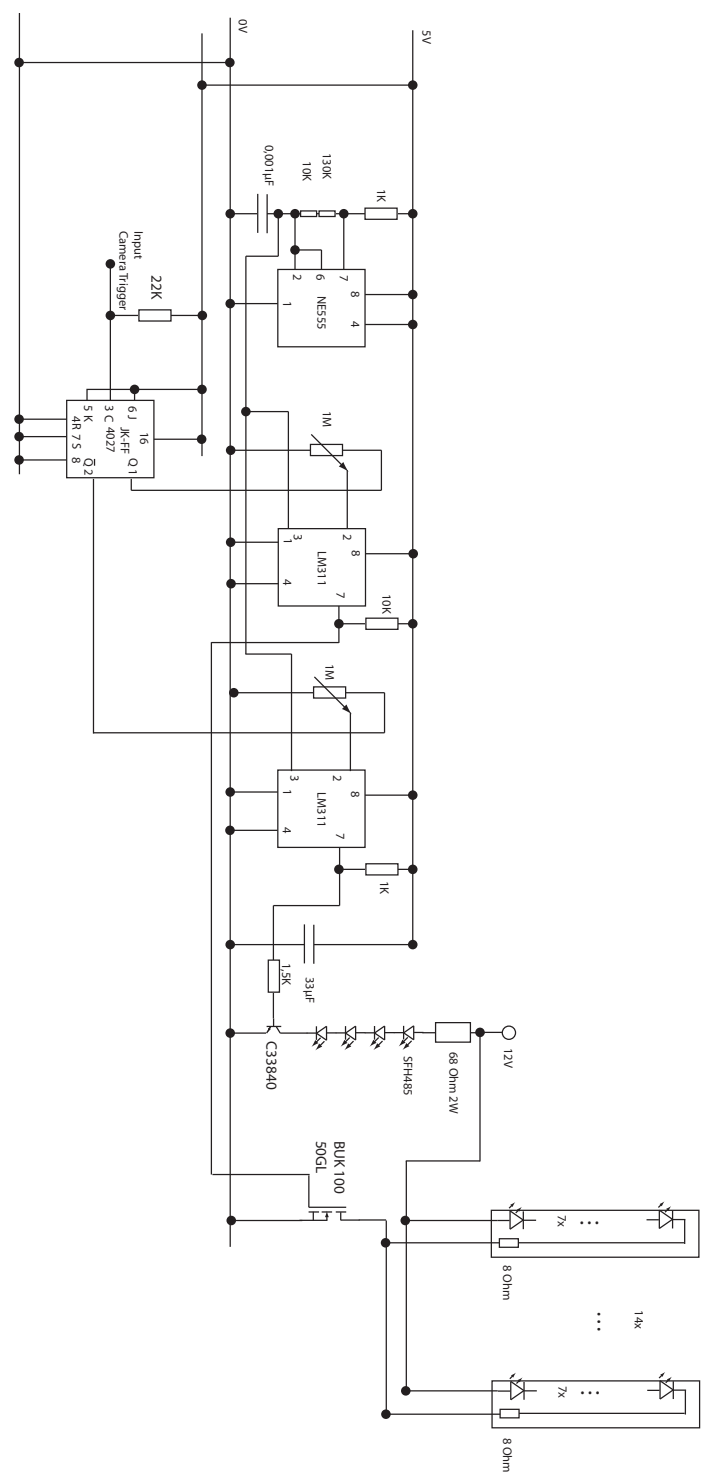 0V
5V
0,001µF
130K
10K
1K
7
6
2
NE555
1
8
4
Input
Camera Trigger
22K
16
6 J
3 C
5 K
JK-FF
4027
Q 1
4R 7 S
8
Q̅ 2
1M
2
8
3
1
LM311
4
7
10K
1M
2
8
3
1
LM311
4
7
1K
33µF
1,5K
C33840
SFH485
68 Ohm 2W
12V
BUK 100
50GL
7x
...
8 Ohm
14x
...
7x
...
8 Ohm